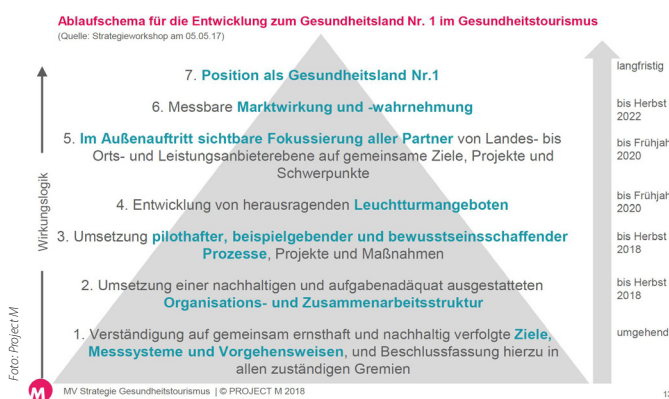 Ablaufschema für die Entwicklung zum Gesundheitsland Nr. 1 im Gesundheitstourismus
(Quelle: Strategieworkshop am 05.05.17)
7. Position als Gesundheitsland Nr.1
langfristig
6. Messbare Marktwirkung und -wahrnehmung
bis Herbst
2022
5. Im Außenauftritt sichtbare Fokussierung aller Partner von Landes- bis
Orts- und Leistungsanbieterebene auf gemeinsame Ziele, Projekte und
Schwerpunkte
bis Frühjah
2020
4. Entwicklung von herausragenden Leuchtturmangeboten
bis Frühjah
2020
3. Umsetzung pilothafter, beispielgebender und bewusstseinsschaffender
Prozesse, Projekte und Maßnahmen
bis Herbst
2018
2. Umsetzung einer nachhaltigen und aufgabenadäquat ausgestatteten
Organisations- und Zusammenarbeitsstruktur
bis Herbst
2018
1. Verständigung auf gemeinsam ernsthaft und nachhaltig verfolgte Ziele,
Messsysteme und Vorgehensweisen, und Beschlussfassung hierzu in
allen zuständigen Gremien
umgehend
Wirkungslogik
Foto: Project M
M
MV Strategie Gesundheitstourismus | © PROJECT M 2018